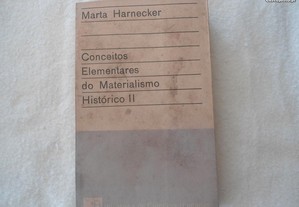 Marta Harnecker
Conceitos
Elementares
do Materialismo
Histórico II